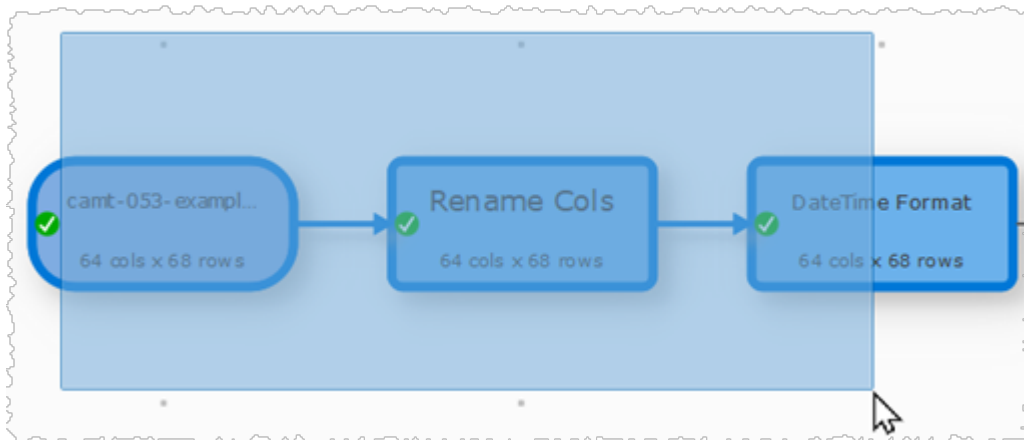 camt-053-exampl...
64 cols x 68 rows
Rename Cols
64 cols x 68 rows
DateTime Format
64 cols x 68 rows